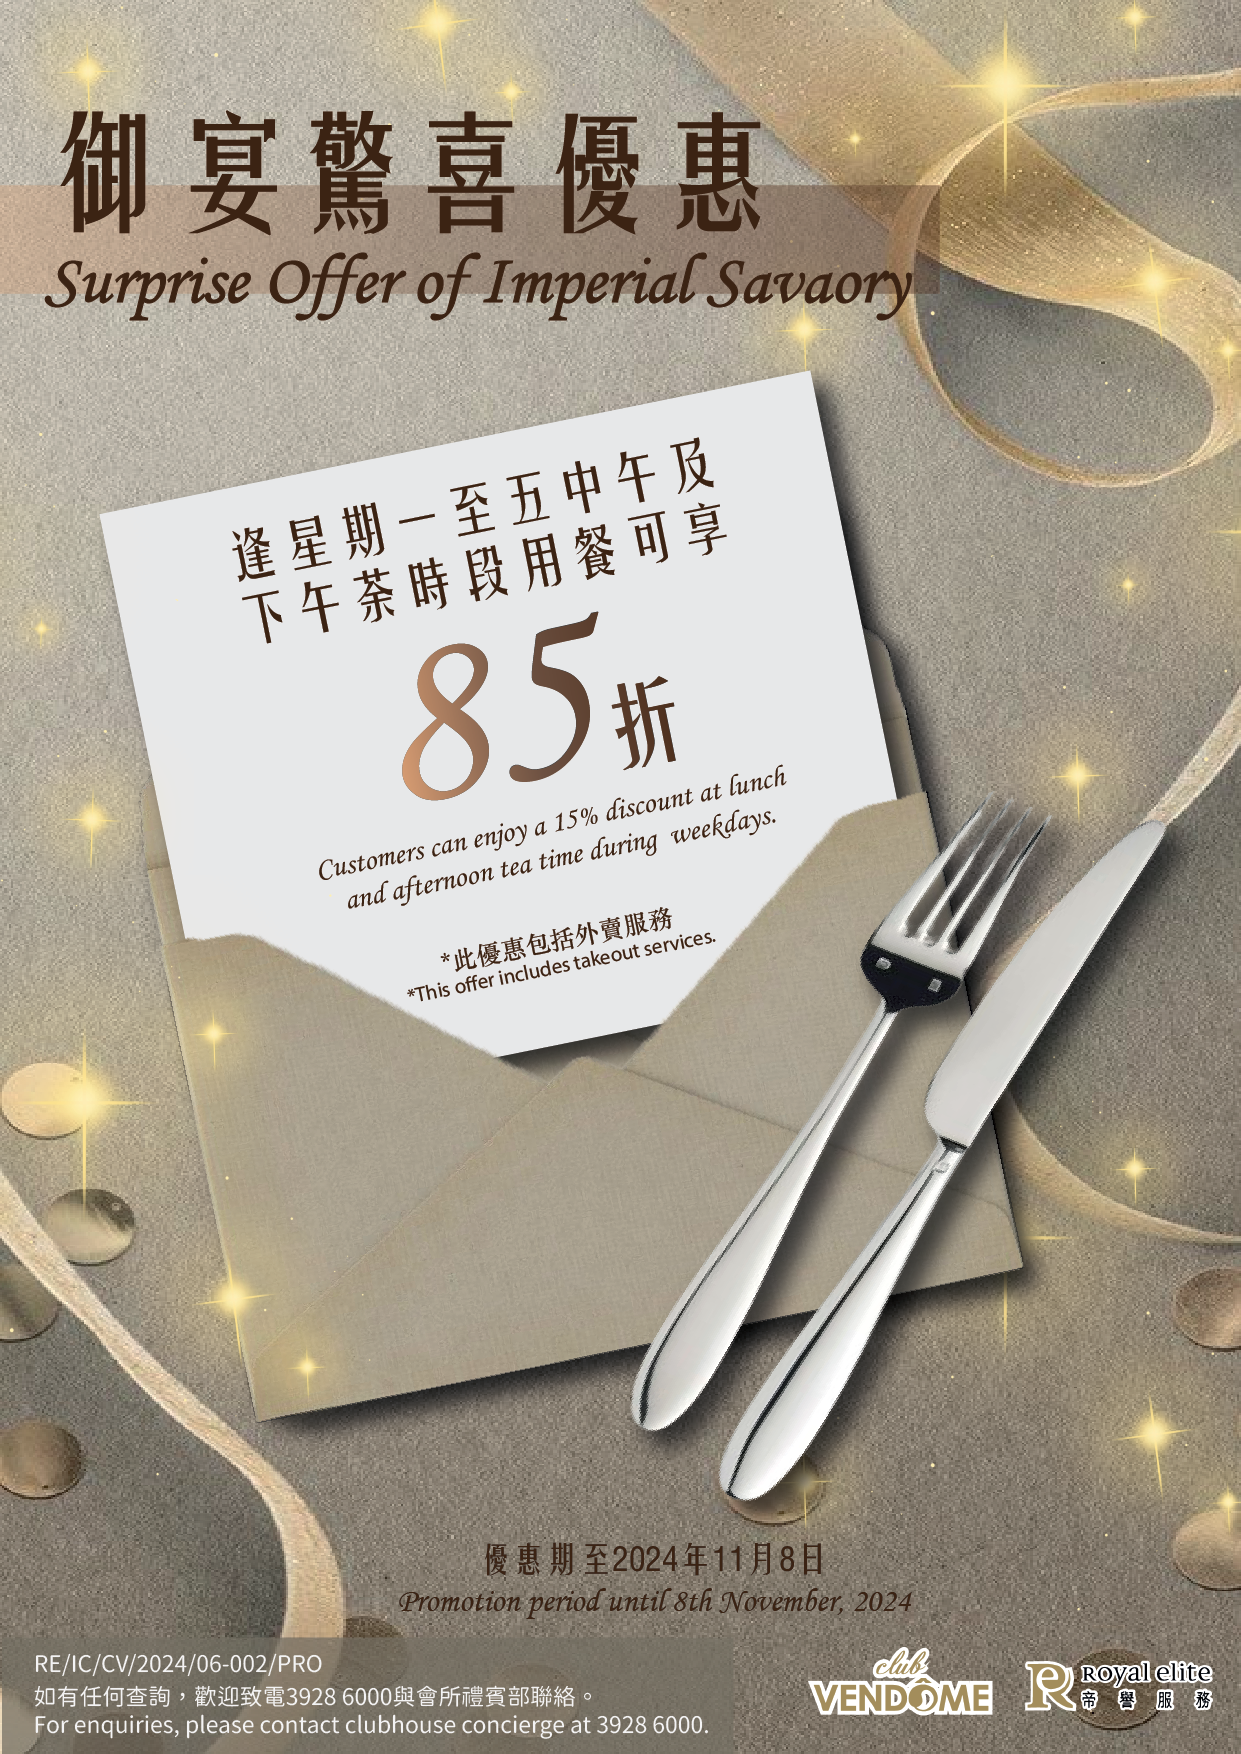 御宴驚喜優惠
Surprise Offer of Imperial Savaory
逢星期一至五中午及
下午茶時段用餐可享
85折
Customers can enjoy a 15% discount at lunch
and afternoon tea time during weekdays.
*此優惠包括外賣服務
*This offer includes takeout services.
優惠期至2024年11月8日
Promotion period until 8th November, 2024
RE/IC/CV/2024/06-002/PRO
如有任何查詢，歡迎致電3928 6000與會所禮賓部聯絡。
For enquiries, please contact clubhouse concierge at 3928 6000.
club
VENDÔME
R royal elite
帝譽服務